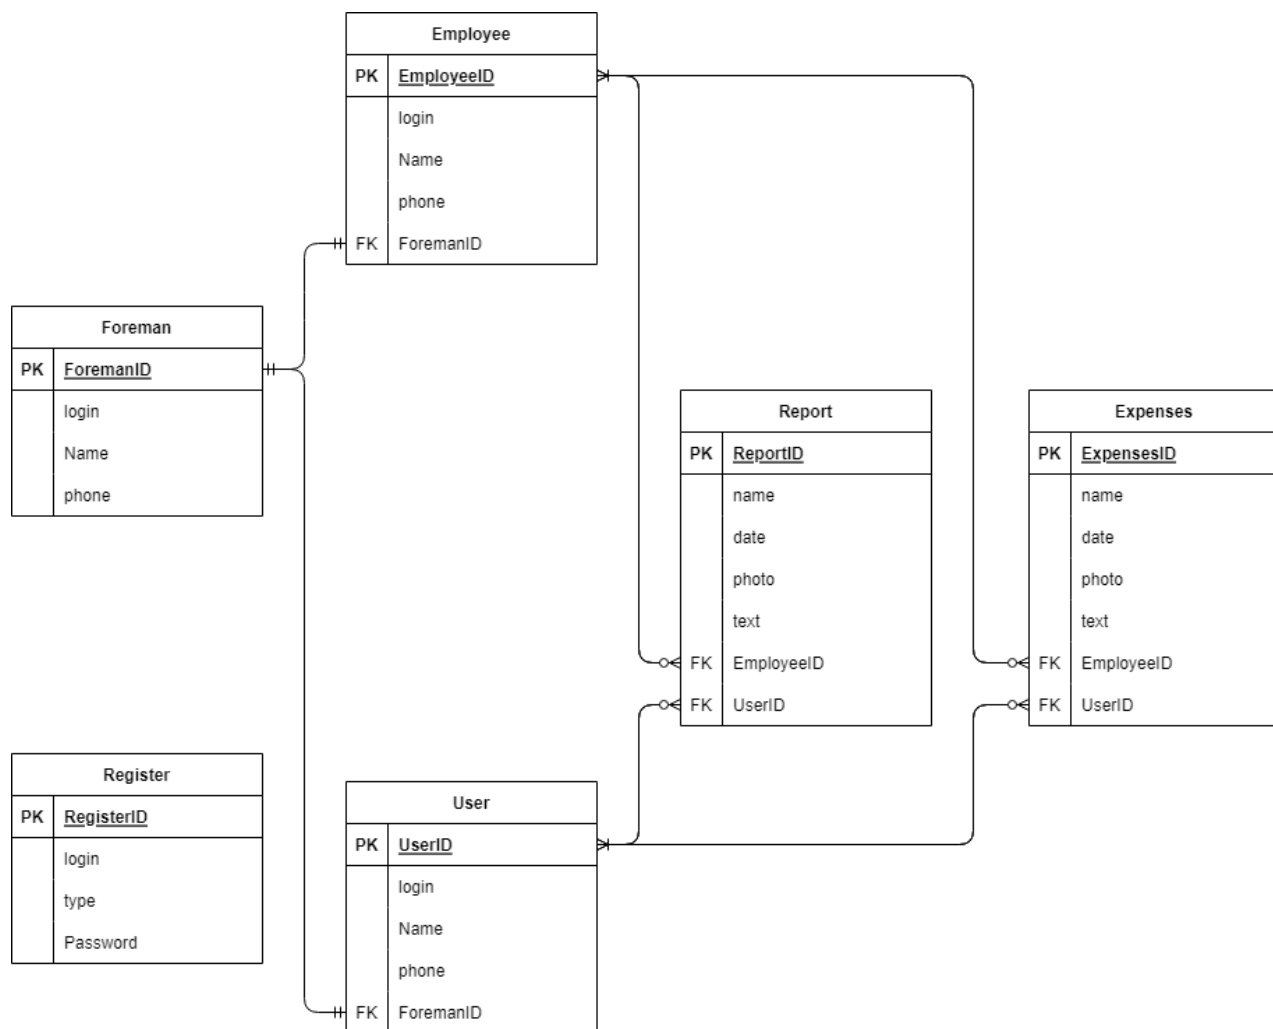 Employee
PK EmployeeID
login
Name
phone
FK ForemanID
Foreman
PK ForemanID
login
Name
phone
Report
PK ReportID
name
date
photo
text
FK EmployeeID
FK UserID
Expenses
PK ExpensesID
name
date
photo
text
FK EmployeeID
FK UserID
Register
PK RegisterID
login
type
Password
User
PK UserID
login
Name
phone
FK ForemanID